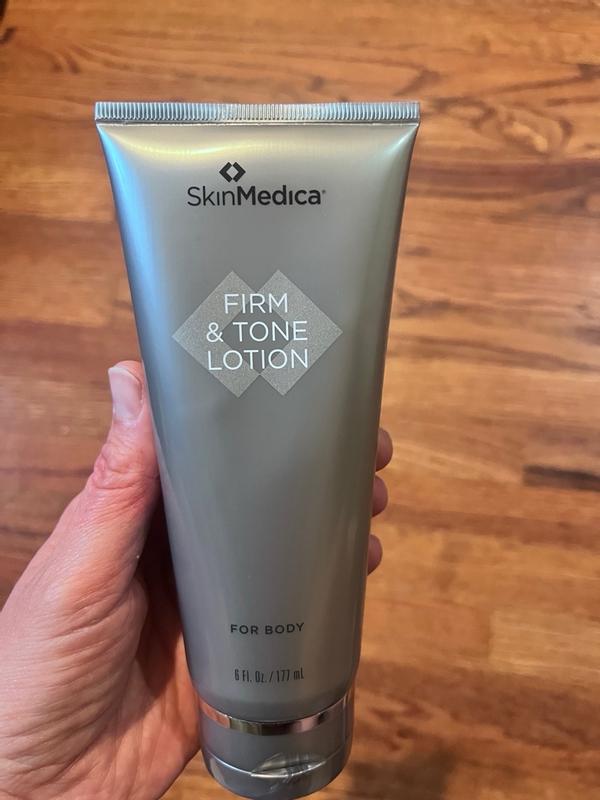 SkinMedica®
FIRM
& TONE
LOTION
FOR BODY
6 Fl. Oz. / 177 mL